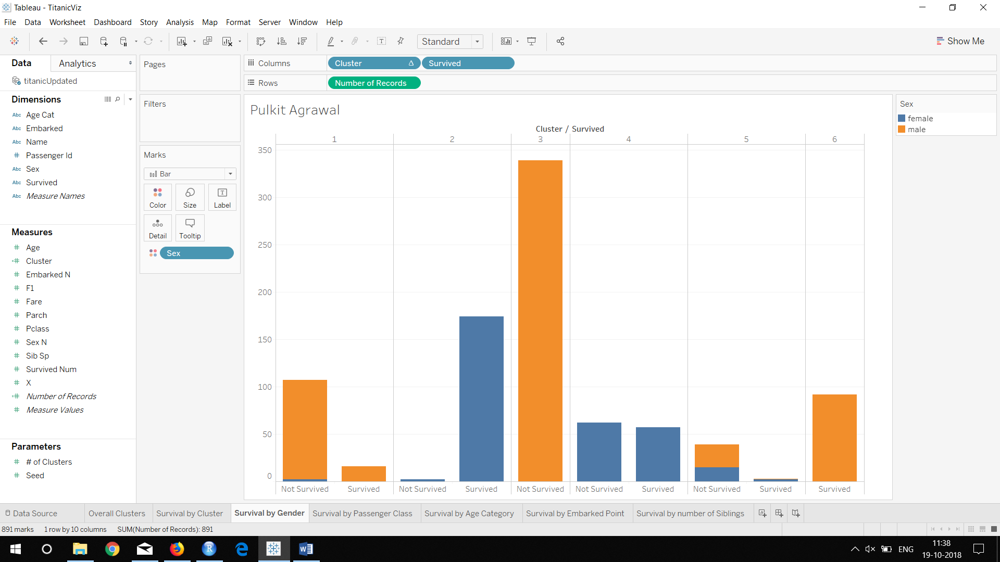 Tableau - TitanicViz
File Data Worksheet Dashboard Story Analysis Map Format Server Window Help
Standard
Show Me
Data Analytics
titanicUpdated
Dimensions
Abc Age Cat
Abc Embarked
Abc Name
# Passenger Id
Abc Sex
Abc Survived
Abc Measure Names
Measures
# Age
=# Cluster
# Embarked N
# F1
# Fare
# Parch
# Pclass
# Sex N
# Sib Sp
# Survived Num
# X
=# Number of Records
# Measure Values
Parameters
# # of Clusters
# Seed
Pages
Filters
Marks
Bar
Color Size Label
Detail Tooltip
Sex
Columns Cluster Δ Survived
Rows Number of Records
Pulkit Agrawal
Cluster / Survived
1 2 3 4 5 6
350
300
250
200
150
100
50
0
Not Survived Survived Not Survived Survived Not Survived Not Survived Survived Not Survived Survived Survived
Sex
female
male
Data Source Overall Clusters Survival by Cluster Survival by Gender Survival by Passenger Class Survival by Age Category Survival by Embarked Point Survival by number of Siblings
891 marks 1 row by 10 columns SUM(Number of Records): 891
ENG
11:38
19-10-2018